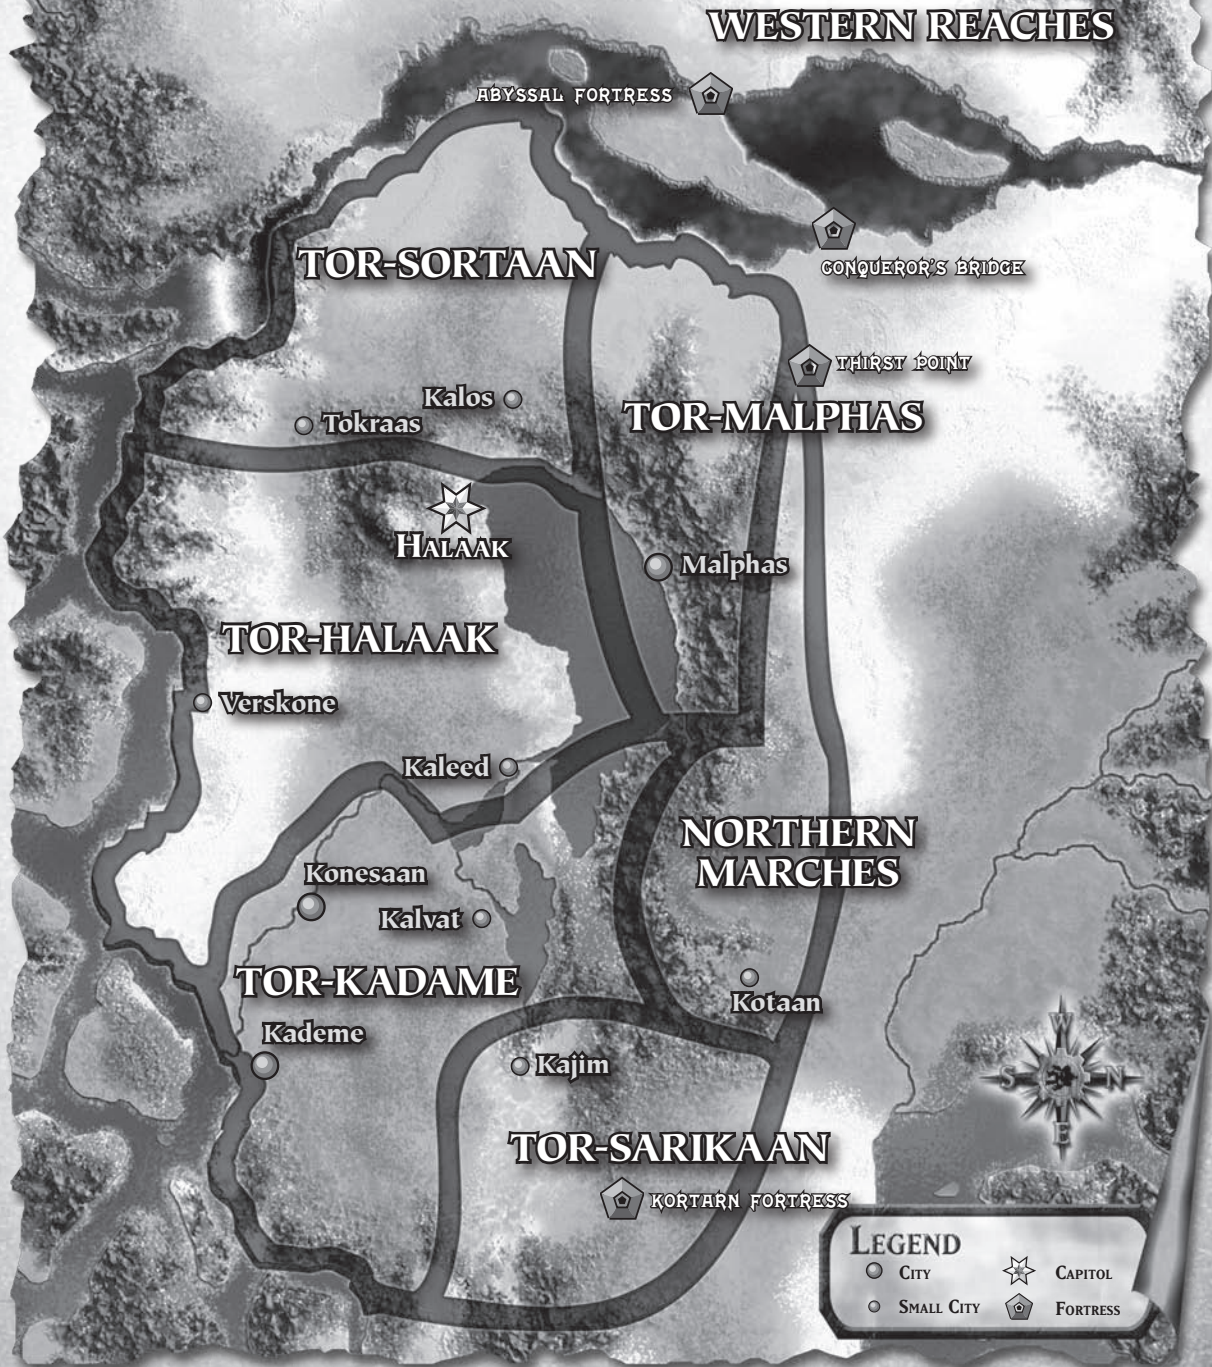 WESTERN REACHES
ABYSSAL FORTRESS
CONQUEROR'S BRIDGE
TOR-SORTAAN
THIRST POINT
Kalos
Tokraas
TOR-MALPHAS
HALAAK
Malphas
TOR-HALAAK
Verskone
Kaleed
NORTHERN
MARCHES
Konesaan
Kalvat
TOR-KADAME
Kotaan
Kademe
Kajim
W
S
N
E
TOR-SARIKAAN
KORTARN FORTRESS
LEGEND
CITY
CAPITOL
SMALL CITY
FORTRESS